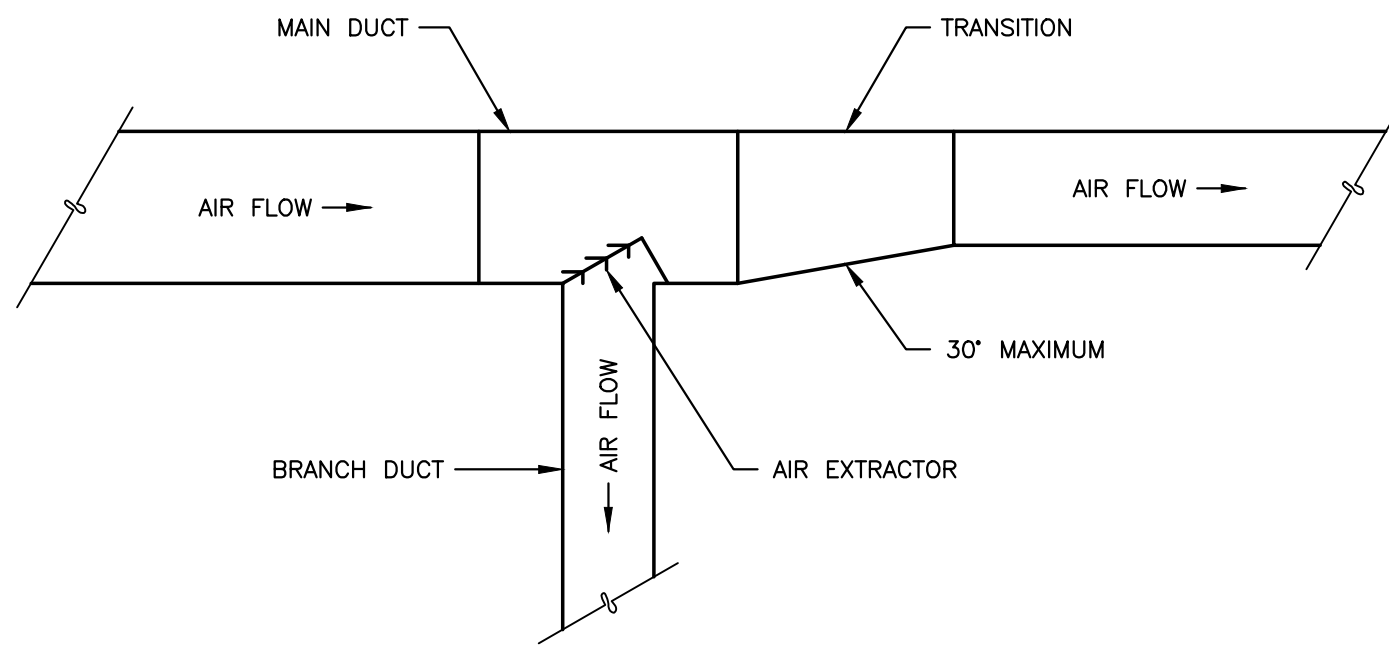 MAIN DUCT
TRANSITION
AIR FLOW
AIR FLOW
30° MAXIMUM
AIR FLOW
BRANCH DUCT
AIR EXTRACTOR